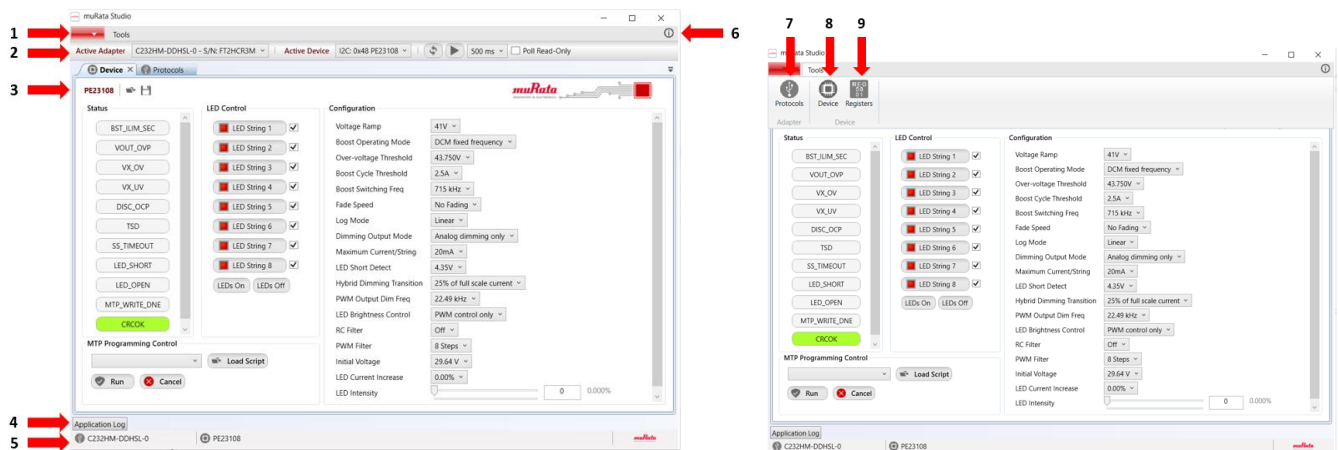 muRata Studio
Tools
Active Adapter C232HM-DDHSL-0 - S/N: FT2HCR3M Active Device I2C: 0x48 PE23108 500 ms Poll Read-Only
Device Protocols
PE23108
muRata
Status
BST_ILIM_SEC
VOUT_OVP
VX_OV
VX_UV
DISC_OCP
TSD
SS_TIMEOUT
LED_SHORT
LED_OPEN
MTP_WRITE_DNE
CRCOK
LED Control
LED String 1
LED String 2
LED String 3
LED String 4
LED String 5
LED String 6
LED String 7
LED String 8
LEDs On LEDs Off
Configuration
Voltage Ramp 41V
Boost Operating Mode DCM fixed frequency
Over-voltage Threshold 43.750V
Boost Cycle Threshold 2.5A
Boost Switching Freq 715 kHz
Fade Speed No Fading
Log Mode Linear
Dimming Output Mode Analog dimming only
Maximum Current/String 20mA
LED Short Detect 4.35V
Hybrid Dimming Transition 25% of full scale current
PWM Output Dim Freq 22.49 kHz
LED Brightness Control PWM control only
RC Filter Off
PWM Filter 8 Steps
Initial Voltage 29.64 V
LED Current Increase 0.00%
LED Intensity 0 0.000%
MTP Programming Control
Load Script
Run Cancel
Application Log
C232HM-DDHSL-0 PE23108
muRata
1
2
3
4
5
6
7 8 9
muRata Studio
Tools
Protocols Device Registers
Adapter Device
Status
BST_ILIM_SEC
VOUT_OVP
VX_OV
VX_UV
DISC_OCP
TSD
SS_TIMEOUT
LED_SHORT
LED_OPEN
MTP_WRITE_DNE
CRCOK
LED Control
LED String 1
LED String 2
LED String 3
LED String 4
LED String 5
LED String 6
LED String 7
LED String 8
LEDs On LEDs Off
Configuration
Voltage Ramp 41V
Boost Operating Mode DCM fixed frequency
Over-voltage Threshold 43.750V
Boost Cycle Threshold 2.5A
Boost Switching Freq 715 kHz
Fade Speed No Fading
Log Mode Linear
Dimming Output Mode Analog dimming only
Maximum Current/String 20mA
LED Short Detect 4.35V
Hybrid Dimming Transition 25% of full scale current
PWM Output Dim Freq 22.49 kHz
LED Brightness Control PWM control only
RC Filter Off
PWM Filter 8 Steps
Initial Voltage 29.64 V
LED Current Increase 0.00%
LED Intensity 0 0.000%
MTP Programming Control
Load Script
Run Cancel
Application Log
C232HM-DDHSL-0 PE23108
muRata